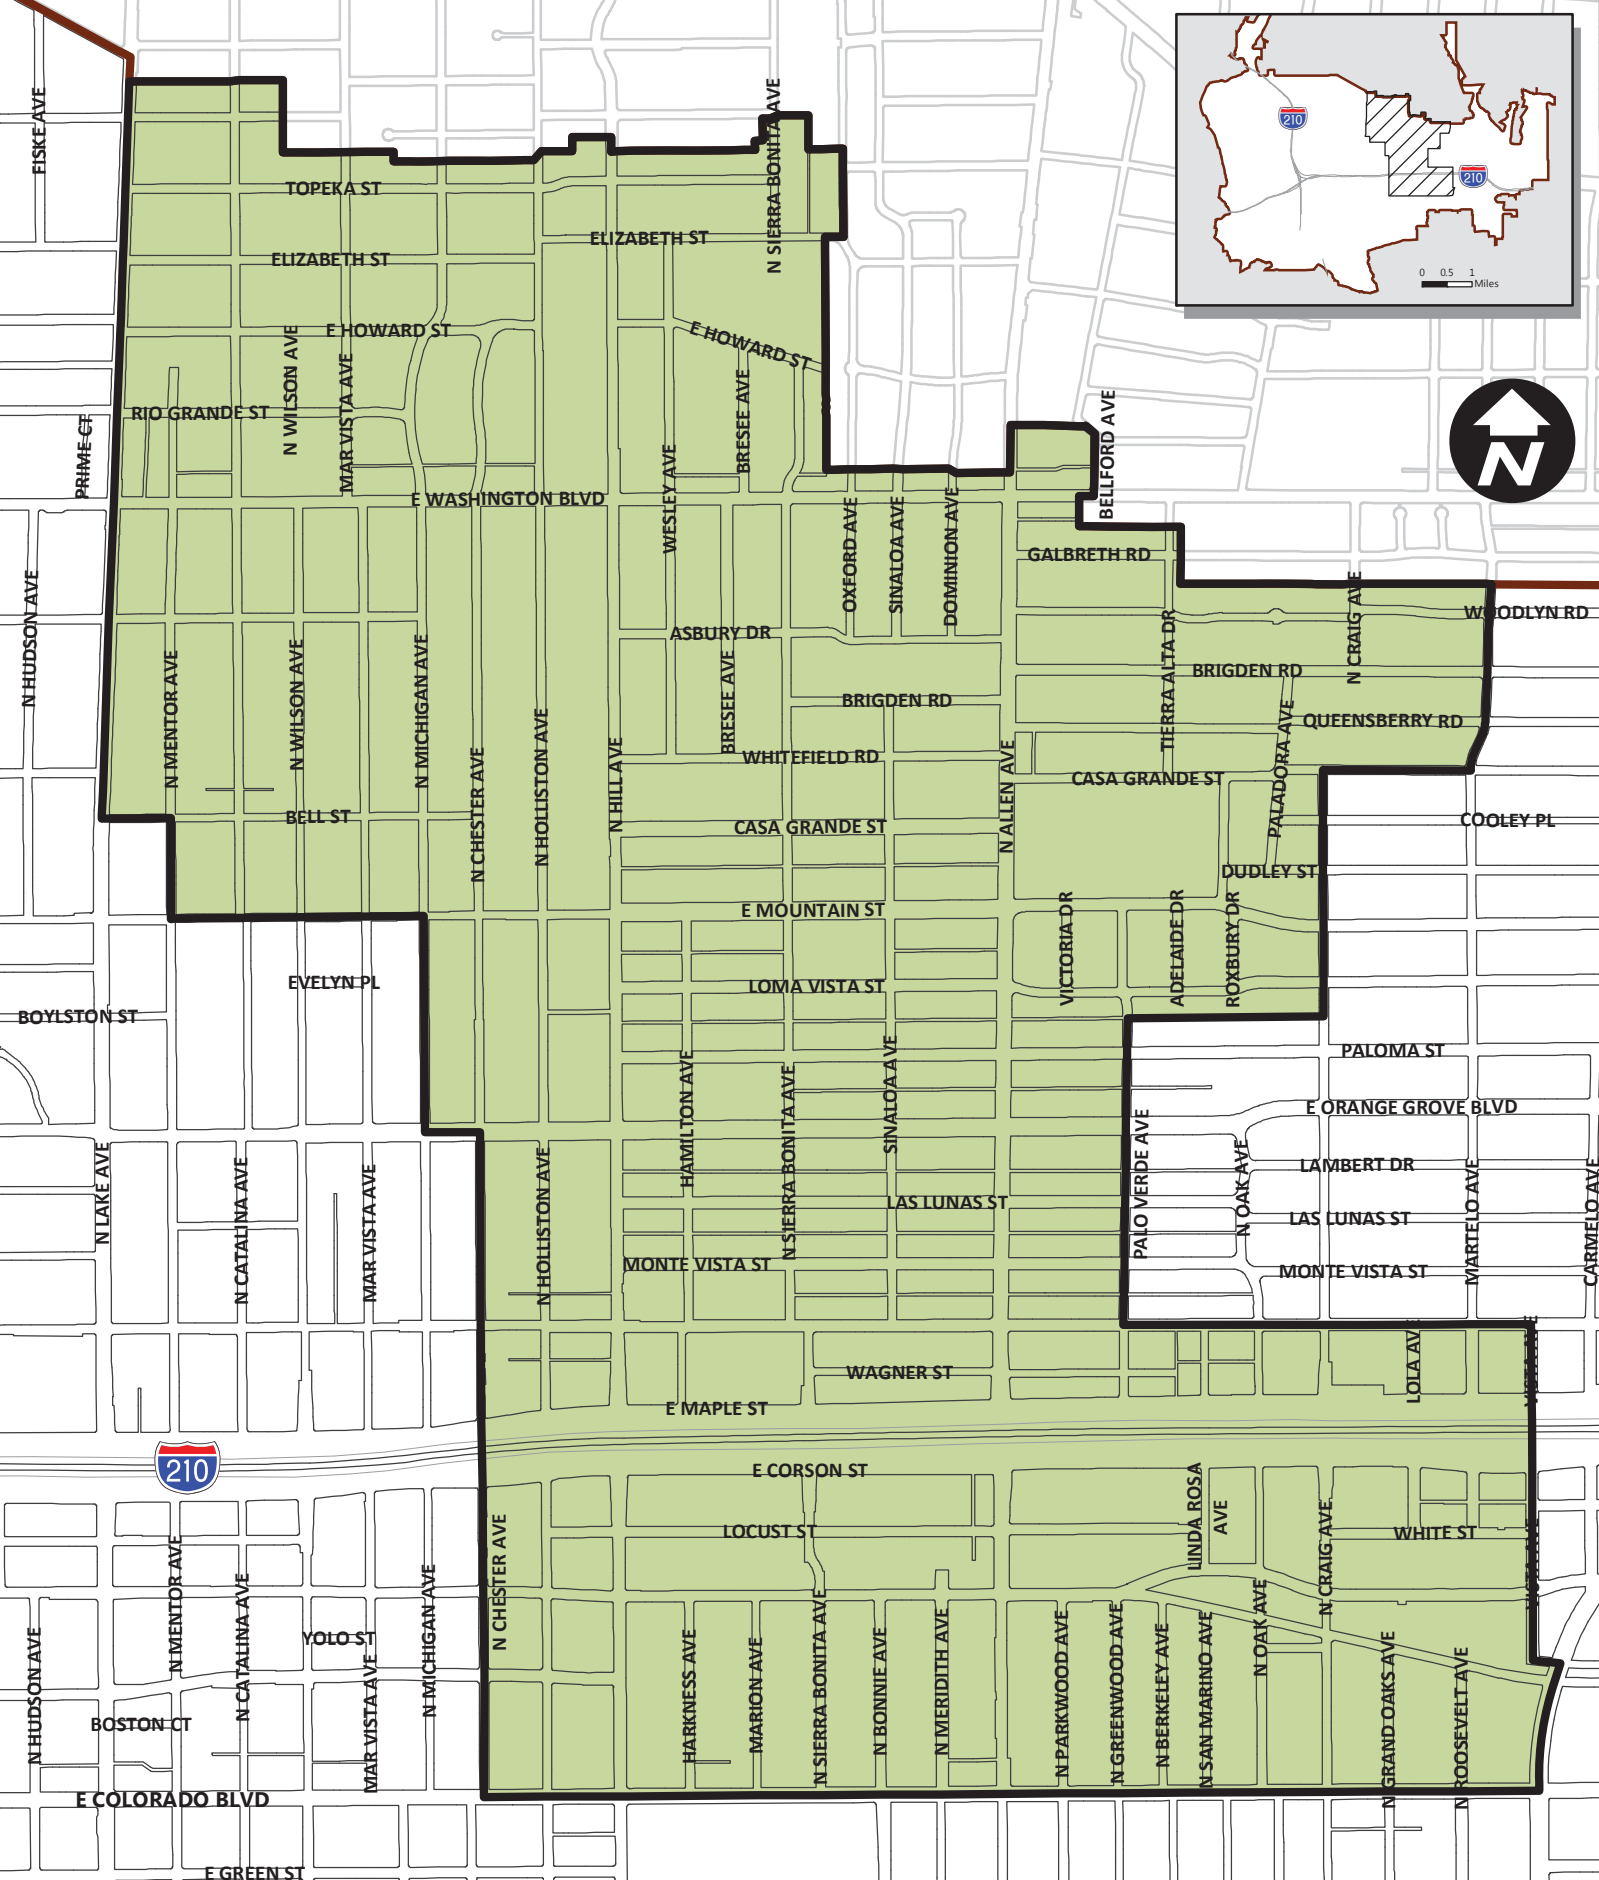 FISKE AVE
N SIERRA BONITA AVE
210
210
0 0.5 1
Miles
TOPEKA ST
ELIZABETH ST
ELIZABETH ST
E HOWARD ST
E HOWARD ST
N WILSON AVE
MAR VISTA AVE
BRESEE AVE
RIO GRANDE ST
PRIME CT
BELLFORD AVE
N
WESLEY AVE
E WASHINGTON BLVD
OXFORD AVE
SINALOA AVE
DOMINION AVE
GALBRETH RD
N HUDSON AVE
N CRAIG AVE
WOODLYN RD
ASBURY DR
TIERRA ALTA DR
N MENTOR AVE
N WILSON AVE
N MICHIGAN AVE
BRESEE AVE
BRIGDEN RD
BRIGDEN RD
QUEENSBERRY RD
PALADORA AVE
N CHESTER AVE
N HOLLISTON AVE
N HILL AVE
WHITEFIELD RD
N ALLEN AVE
CASA GRANDE ST
BELL ST
CASA GRANDE ST
COOLEY PL
DUDLEY ST
E MOUNTAIN ST
VICTORIA DR
ADELAIDE DR
ROXBURY DR
EVELYN PL
LOMA VISTA ST
BOYLSTON ST
PALOMA ST
HAMILTON AVE
N SIERRA BONITA AVE
SINALOA AVE
E ORANGE GROVE BLVD
PALO VERDE AVE
N OAK AVE
LAMBERT DR
N LAKE AVE
N CATALINA AVE
MAR VISTA AVE
N HOLLISTON AVE
LAS LUNAS ST
LAS LUNAS ST
MARTELO AVE
CARMELO AVE
MONTE VISTA ST
MONTE VISTA ST
LOLA AVE
VISTA AVE
WAGNER ST
E MAPLE ST
210
E CORSON ST
LINDA ROSA
AVE
N CHESTER AVE
LOCUST ST
N CRAIG AVE
WHITE ST
VISTA AVE
N MENTOR AVE
N CATALINA AVE
N MICHIGAN AVE
N HUDSON AVE
YOLO ST
MAR VISTA AVE
BOSTON CT
HARKNESS AVE
MARION AVE
N SIERRA BONITA AVE
N BONNIE AVE
N MERIDITH AVE
N PARKWOOD AVE
N GREENWOOD AVE
N BERKELEY AVE
N SAN MARINO AVE
N OAK AVE
N GRAND OAKS AVE
N ROOSEVELT AVE
E COLORADO BLVD
E GREEN ST